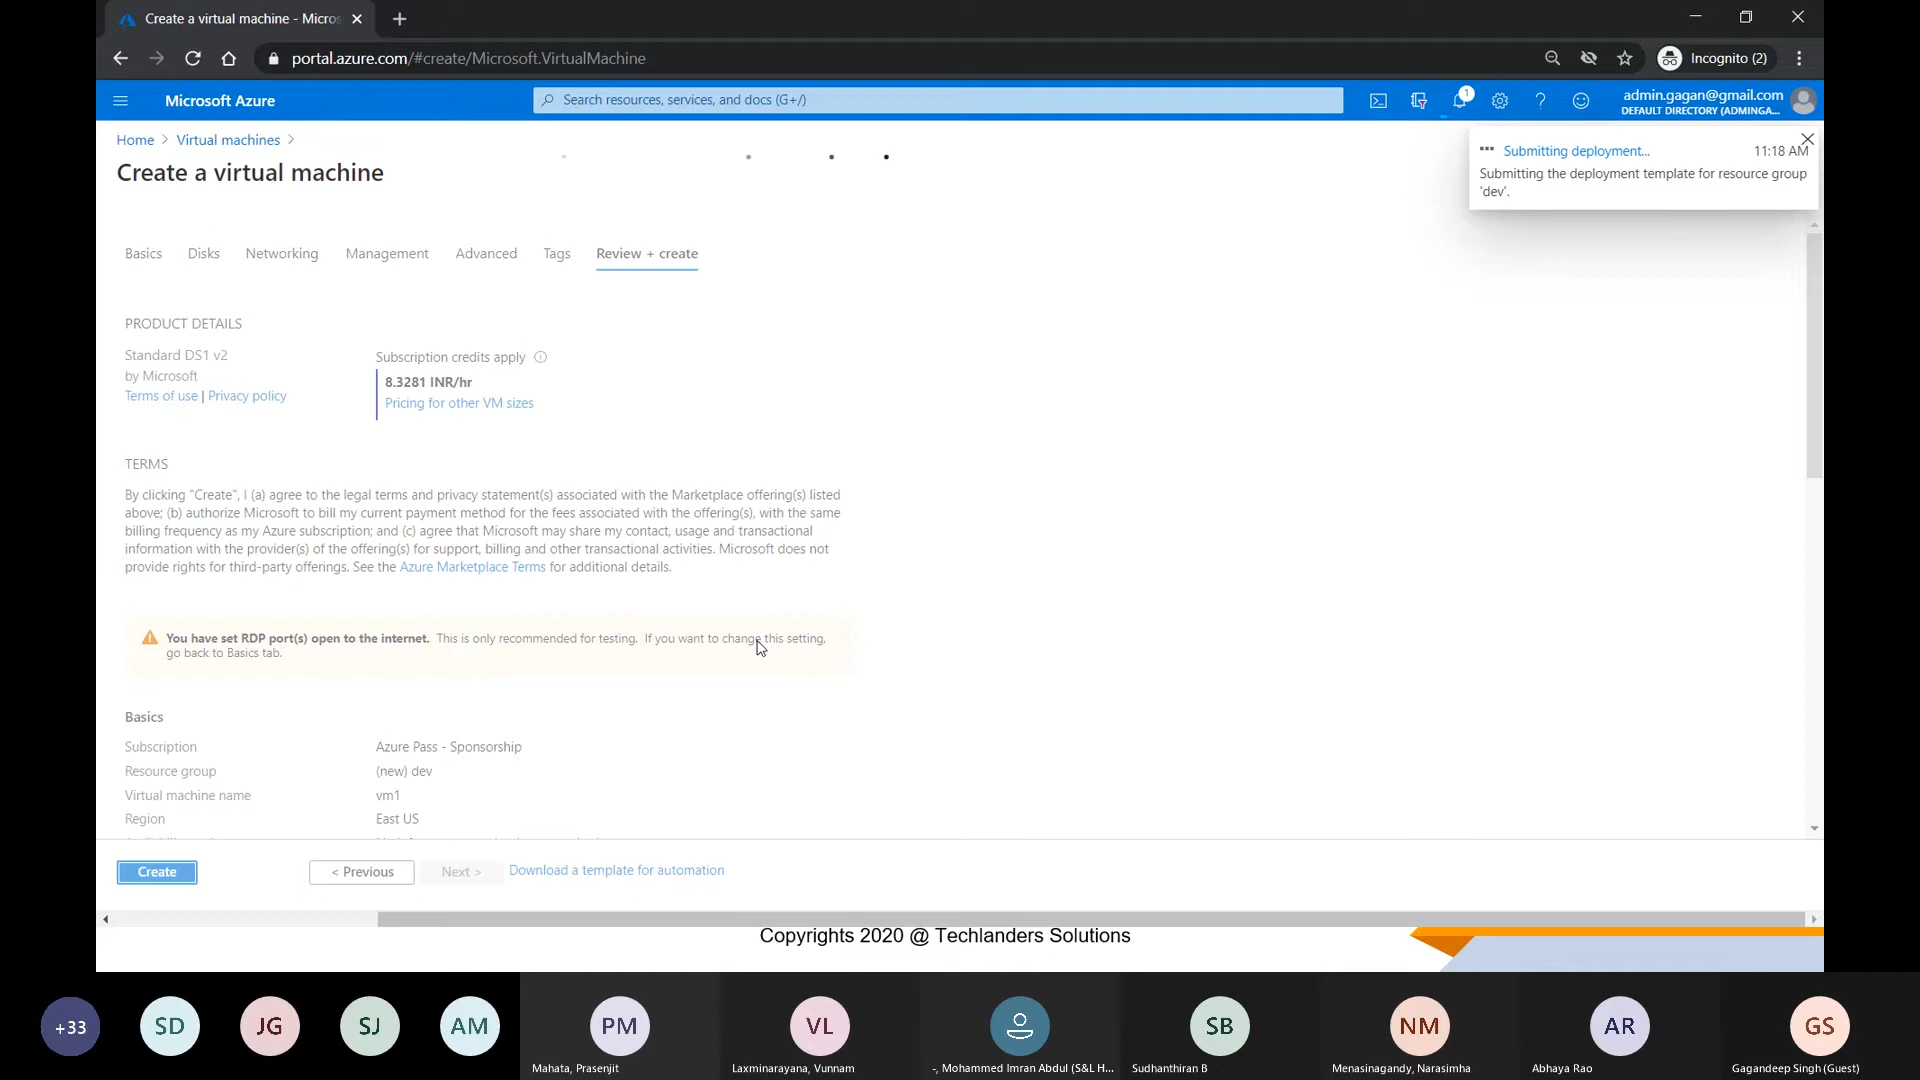 Create a virtual machine - Micros
portal.azure.com/#create/Microsoft.VirtualMachine
Incognito (2)
Microsoft Azure
Search resources, services, and docs (G+/)
1
admin.gagan@gmail.com
DEFAULT DIRECTORY (ADMINGA...
Home > Virtual machines >
Create a virtual machine
Submitting deployment...
11:18 AM
Submitting the deployment template for resource group
'dev'.
Basics
Disks
Networking
Management
Advanced
Tags
Review + create
PRODUCT DETAILS
Standard DS1 v2
by Microsoft
Terms of use | Privacy policy
Subscription credits apply
8.3281 INR/hr
Pricing for other VM sizes
TERMS
By clicking "Create", I (a) agree to the legal terms and privacy statement(s) associated with the Marketplace offering(s) listed
above; (b) authorize Microsoft to bill my current payment method for the fees associated with the offering(s), with the same
billing frequency as my Azure subscription; and (c) agree that Microsoft may share my contact, usage and transactional
information with the provider(s) of the offering(s) for support, billing and other transactional activities. Microsoft does not
provide rights for third-party offerings. See the Azure Marketplace Terms for additional details.
You have set RDP port(s) open to the internet. This is only recommended for testing. If you want to change this setting,
go back to Basics tab.
Basics
Subscription
Azure Pass - Sponsorship
Resource group
(new) dev
Virtual machine name
vm1
Region
East US
Create
< Previous
Next >
Download a template for automation
Copyrights 2020 @ Techlanders Solutions
+33
SD
JG
SJ
AM
PM
VL
SB
NM
AR
GS
Mahata, Prasenjit
Laxminarayana, Vunnam
-, Mohammed Imran Abdul (S&L H...
Sudhanthiran B
Menasinagandy, Narasimha
Abhaya Rao
Gagandeep Singh (Guest)